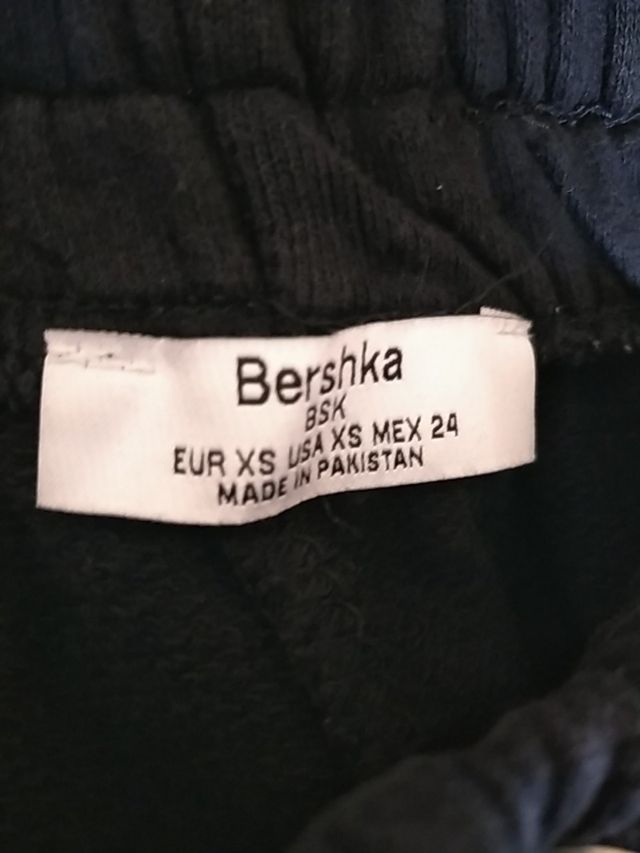 Bershka
BSK
EUR XS USA XS MEX 24
MADE IN PAKISTAN